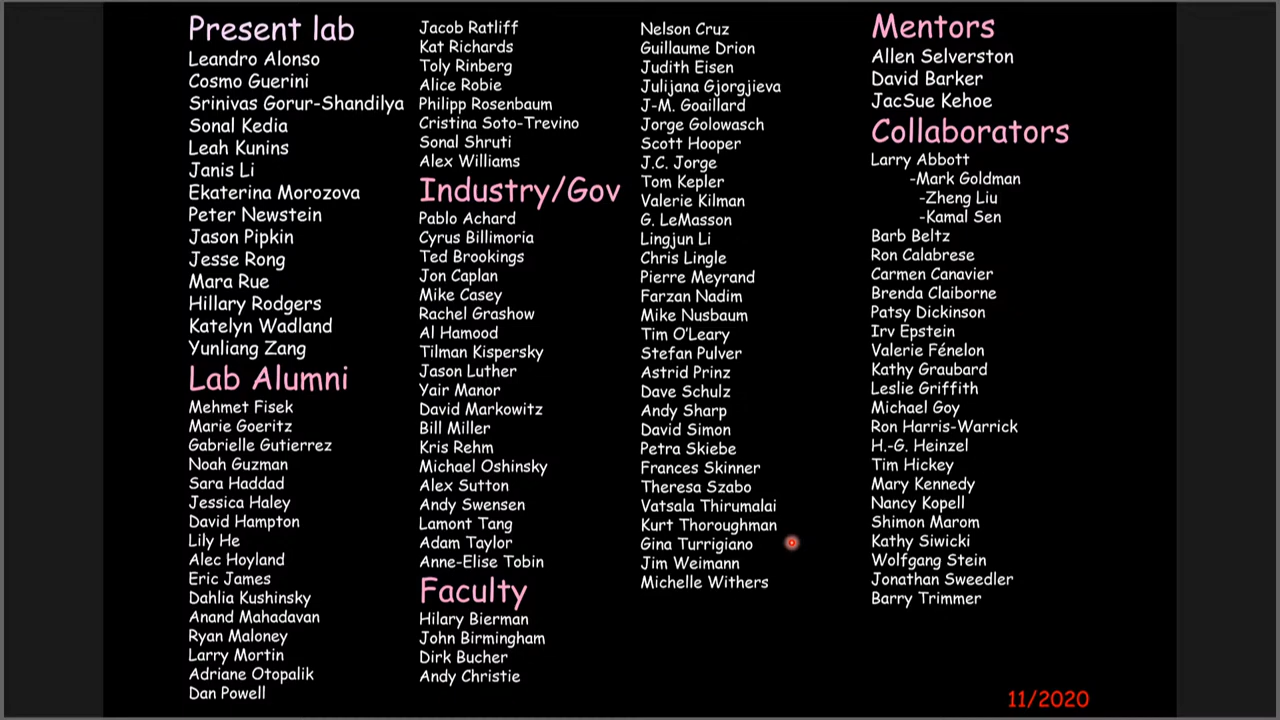 Present lab
Leandro Alonso
Cosmo Guerini
Srinivas Gorur-Shandilya
Sonal Kedia
Leah Kunins
Janis Li
Ekaterina Morozova
Peter Newstein
Jason Pipkin
Jesse Rong
Mara Rue
Hillary Rodgers
Katelyn Wadland
Yunliang Zang
Lab Alumni
Mehmet Fisek
Marie Goeritz
Gabrielle Gutierrez
Noah Guzman
Sara Haddad
Jessica Haley
David Hampton
Lily He
Alec Hoyland
Eric James
Dahlia Kushinsky
Anand Mahadavan
Ryan Maloney
Larry Mortin
Adriane Otopalik
Dan Powell
Jacob Ratliff
Kat Richards
Toly Rinberg
Alice Robie
Philipp Rosenbaum
Cristina Soto-Trevino
Sonal Shruti
Alex Williams
Industry/Gov
Pablo Achard
Cyrus Billimoria
Ted Brookings
Jon Caplan
Mike Casey
Rachel Grashow
Al Hamood
Tilman Kispersky
Jason Luther
Yair Manor
David Markowitz
Bill Miller
Kris Rehm
Michael Oshinsky
Alex Sutton
Andy Swensen
Lamont Tang
Adam Taylor
Anne-Elise Tobin
Faculty
Hilary Bierman
John Birmingham
Dirk Bucher
Andy Christie
Nelson Cruz
Guillaume Drion
Judith Eisen
Julijana Gjorgjieva
J-M. Goaillard
Jorge Golowasch
Scott Hooper
J.C. Jorge
Tom Kepler
Valerie Kilman
G. LeMasson
Lingjun Li
Chris Lingle
Pierre Meyrand
Farzan Nadim
Mike Nusbaum
Tim O'Leary
Stefan Pulver
Astrid Prinz
Dave Schulz
Andy Sharp
David Simon
Petra Skiebe
Frances Skinner
Theresa Szabo
Vatsala Thirumalai
Kurt Thoroughman
Gina Turrigiano
Jim Weimann
Michelle Withers
Mentors
Allen Selverston
David Barker
JacSue Kehoe
Collaborators
Larry Abbott
-Mark Goldman
-Zheng Liu
-Kamal Sen
Barb Beltz
Ron Calabrese
Carmen Canavier
Brenda Claiborne
Patsy Dickinson
Irv Epstein
Valerie Fénelon
Kathy Graubard
Leslie Griffith
Michael Goy
Ron Harris-Warrick
H.-G. Heinzel
Tim Hickey
Mary Kennedy
Nancy Kopell
Shimon Marom
Kathy Siwicki
Wolfgang Stein
Jonathan Sweedler
Barry Trimmer
11/2020